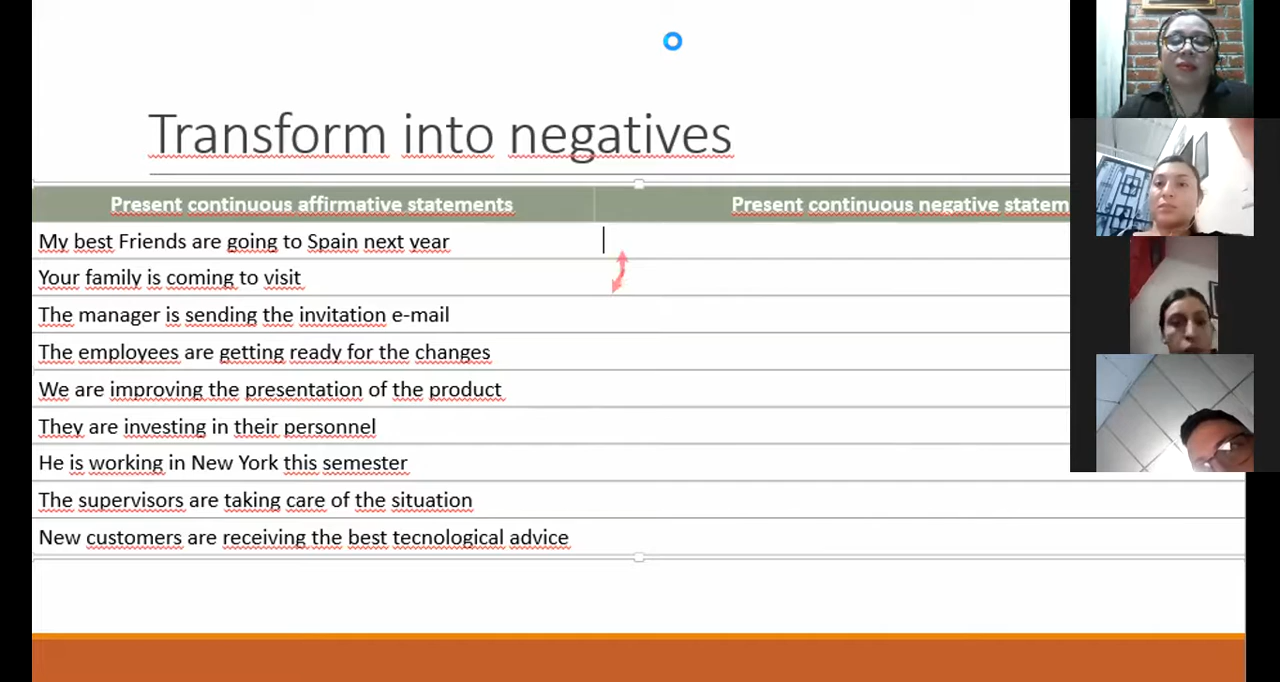 Transform into negatives
Present continuous affirmative statements
Present continuous negative statem
My best Friends are going to Spain next year
Your family is coming to visit
The manager is sending the invitation e-mail
The employees are getting ready for the changes
We are improving the presentation of the product
They are investing in their personnel
He is working in New York this semester
The supervisors are taking care of the situation
New customers are receiving the best tecnological advice